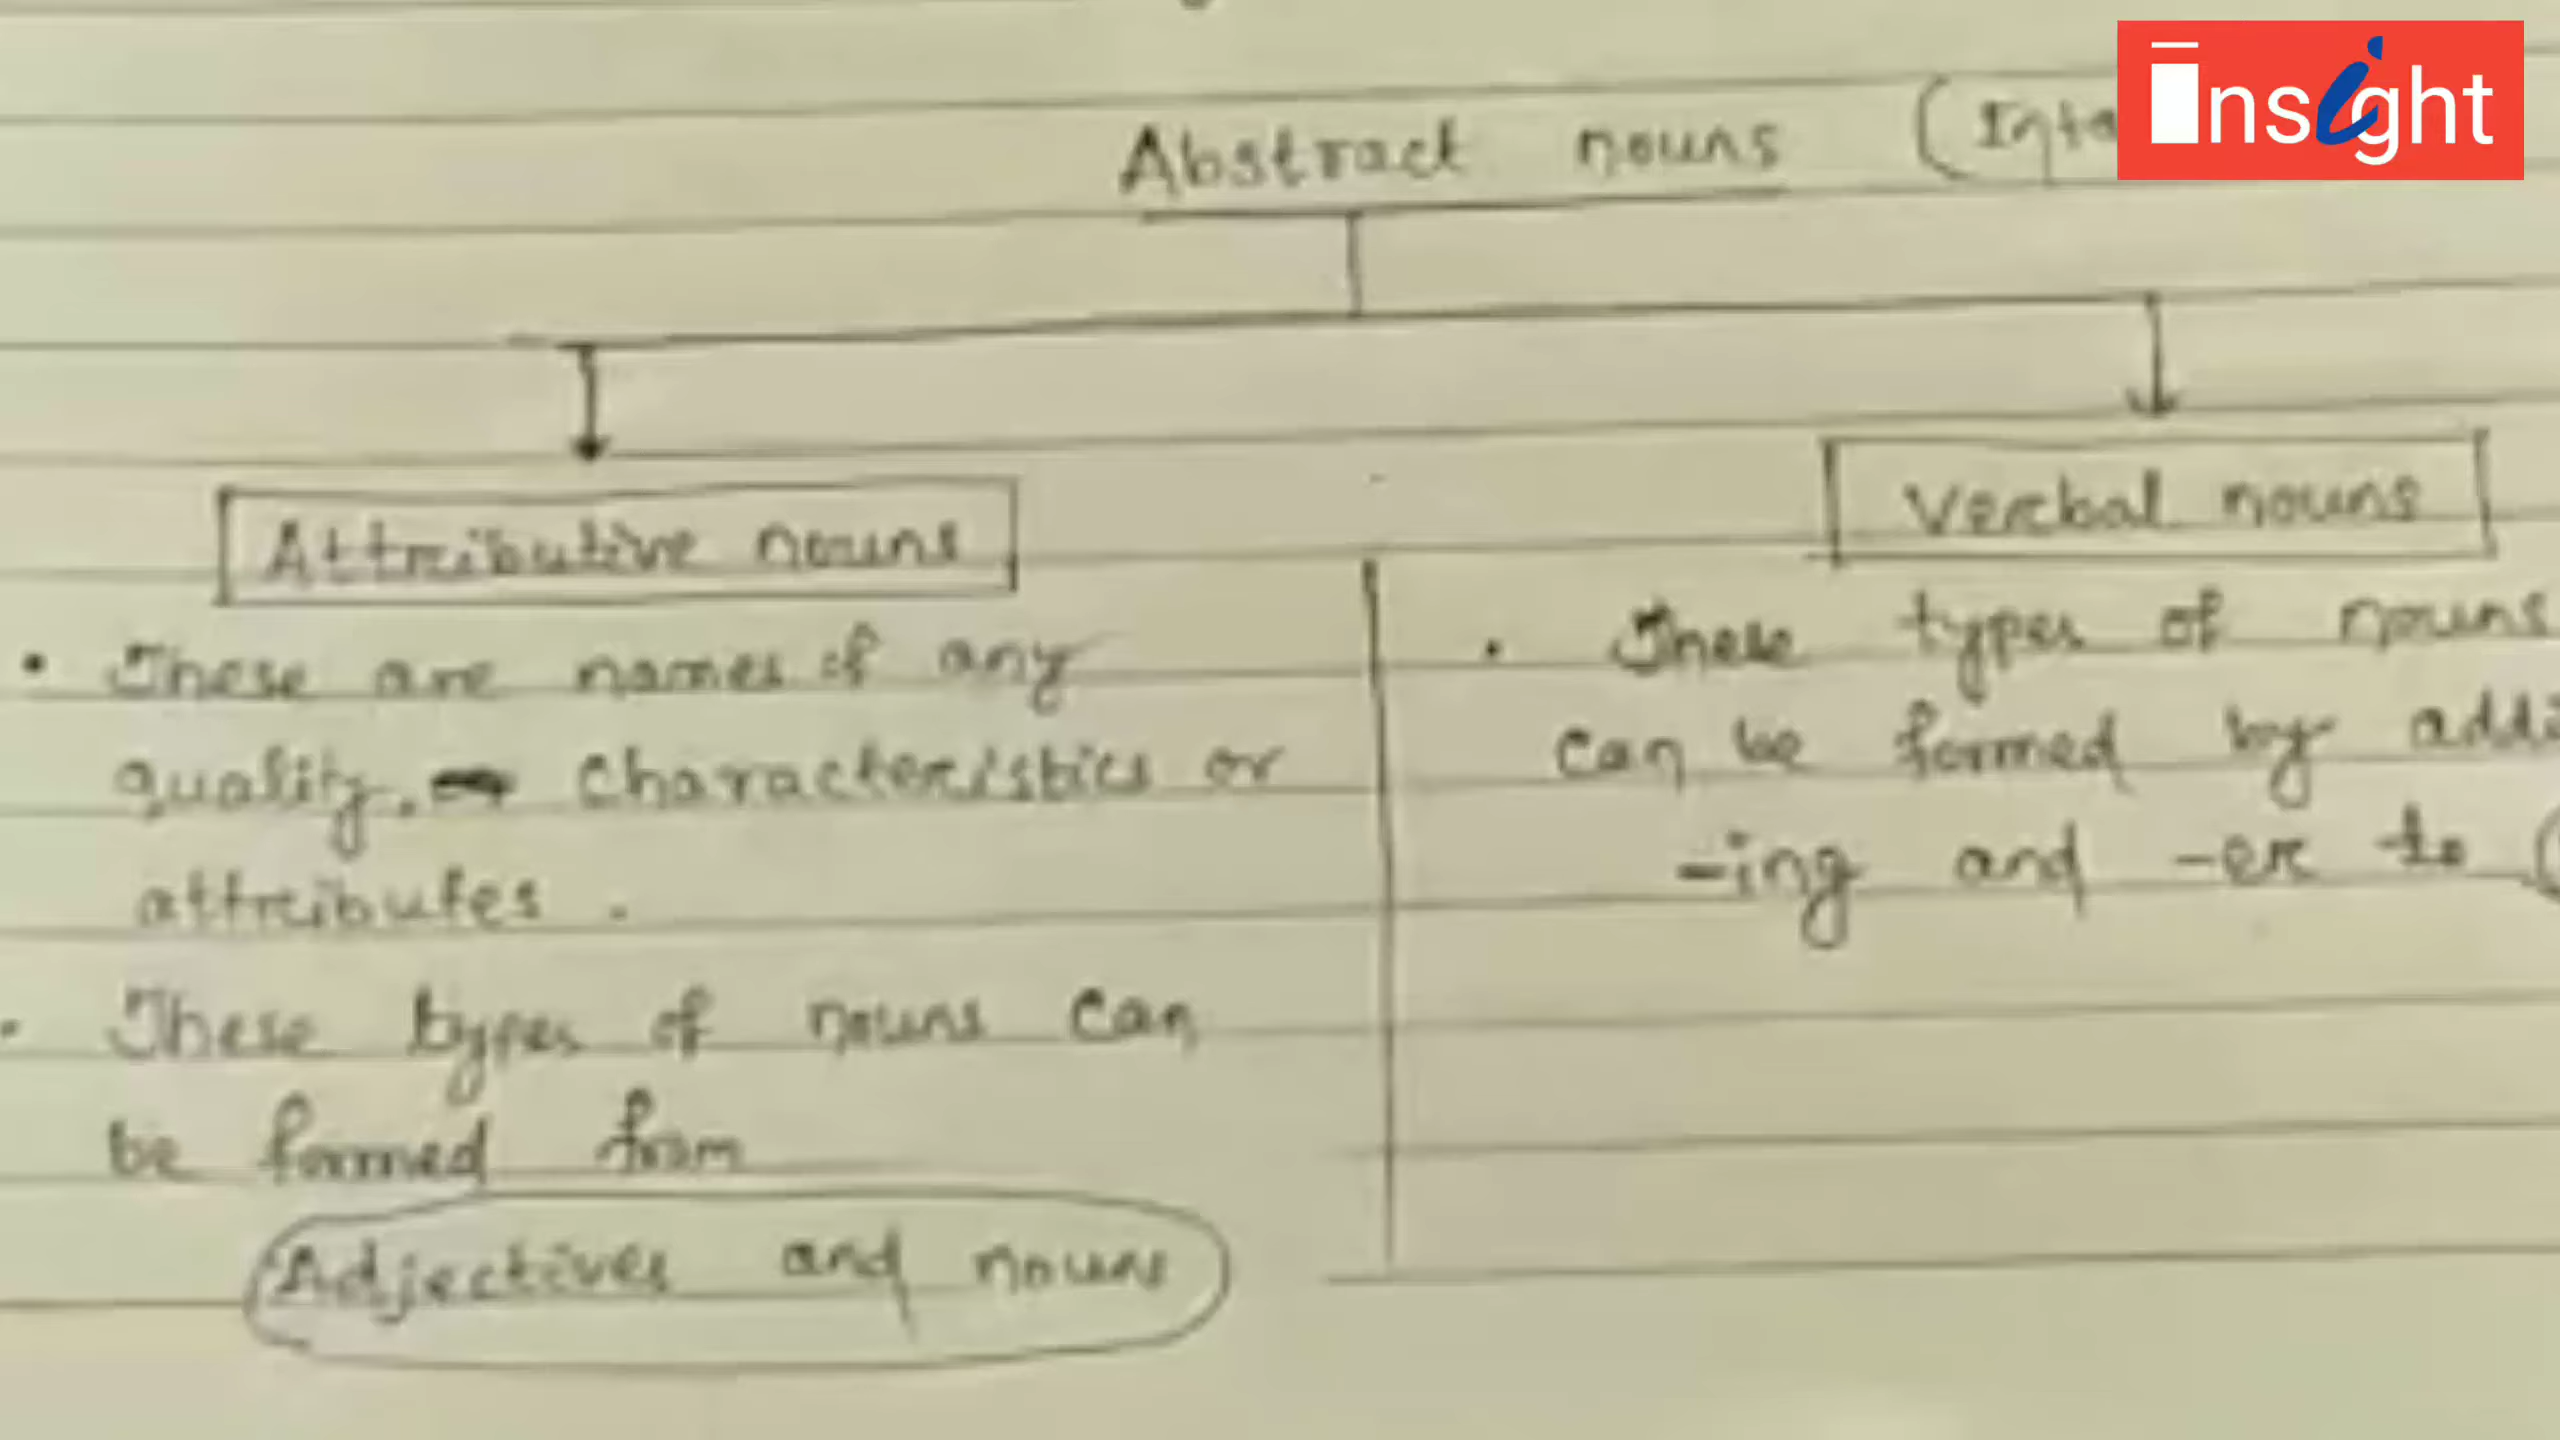 Insight
Abstract nouns (Inta
Attributive nouns
Verbal nouns
• These are names of any
quality, characteristics or
attributes.
• These types of nouns can
be formed from
Adjectives and nouns
• These types of nouns
can be formed by addi
-ing and -er to (